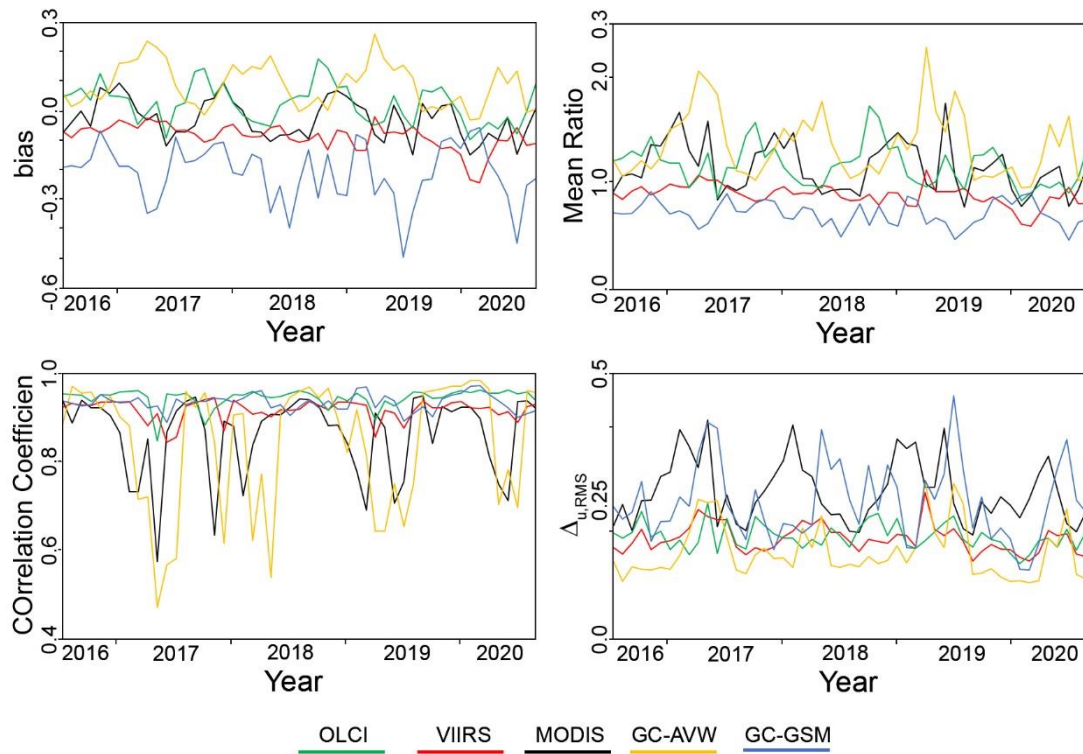 0.3
0.0
-0.3
-0.6
bias
2016 2017 2018 2019 2020
Year
0.3
2.0
1.0
0.0
Mean Ratio
2016 2017 2018 2019 2020
Year
1.0
0.8
0.6
0.4
COrrelation Coefficien
2016 2017 2018 2019 2020
Year
0.5
0.25
0.0
Δu,RMS
2016 2017 2018 2019 2020
Year
OLCI VIIRS MODIS GC-AVW GC-GSM